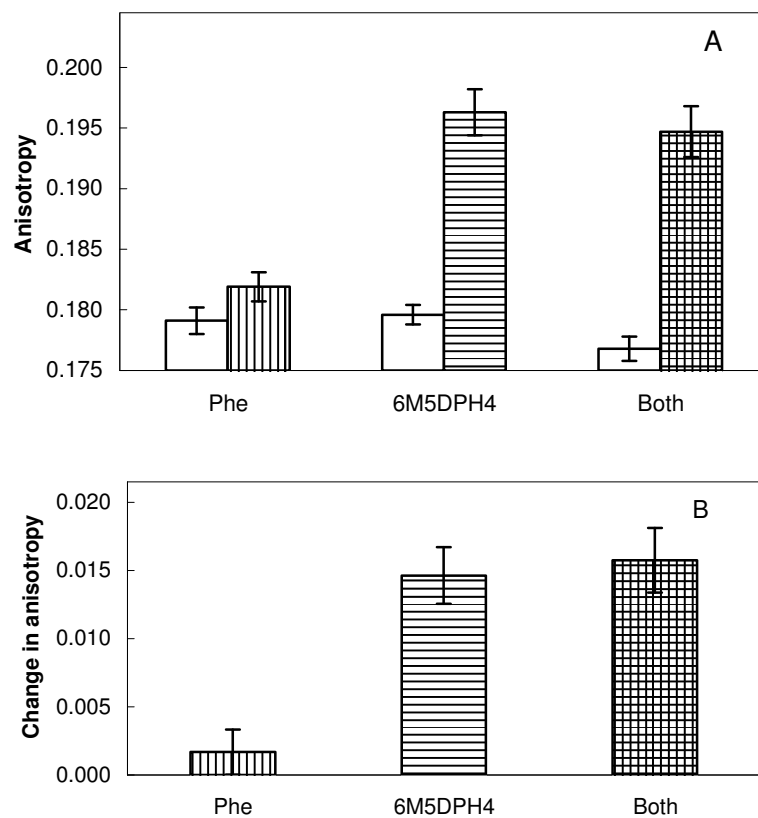 A
0.200
0.195
0.190
0.185
0.180
0.175
Anisotropy
Phe 6M5DPH4 Both
B
0.020
0.015
0.010
0.005
0.000
Change in anisotropy
Phe 6M5DPH4 Both